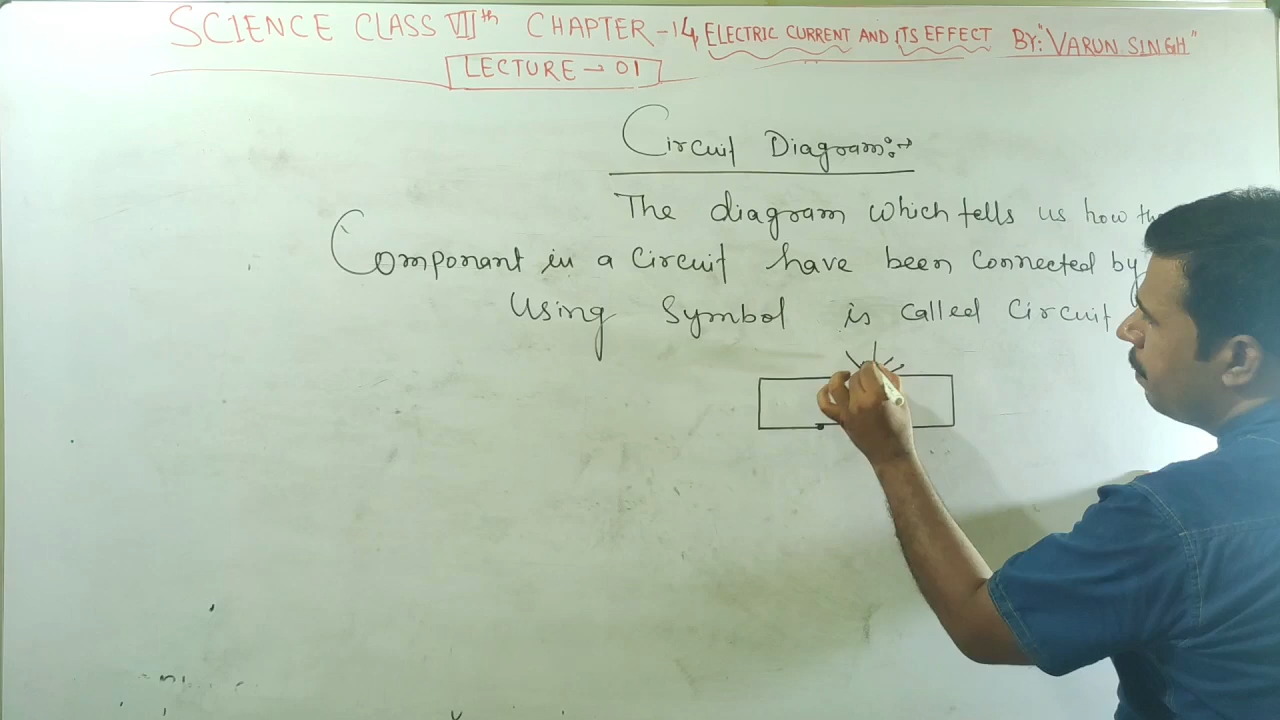 SCIENCE CLASS VIIth CHAPTER-14, ELECTRIC CURRENT AND ITS EFFECT BY:"VARUN SINGH"
LECTURE → 01
Circuit Diagram:→
The diagram which tells us how
Componant in a Circuit have been Connected by
Using Symbol is called Circuit